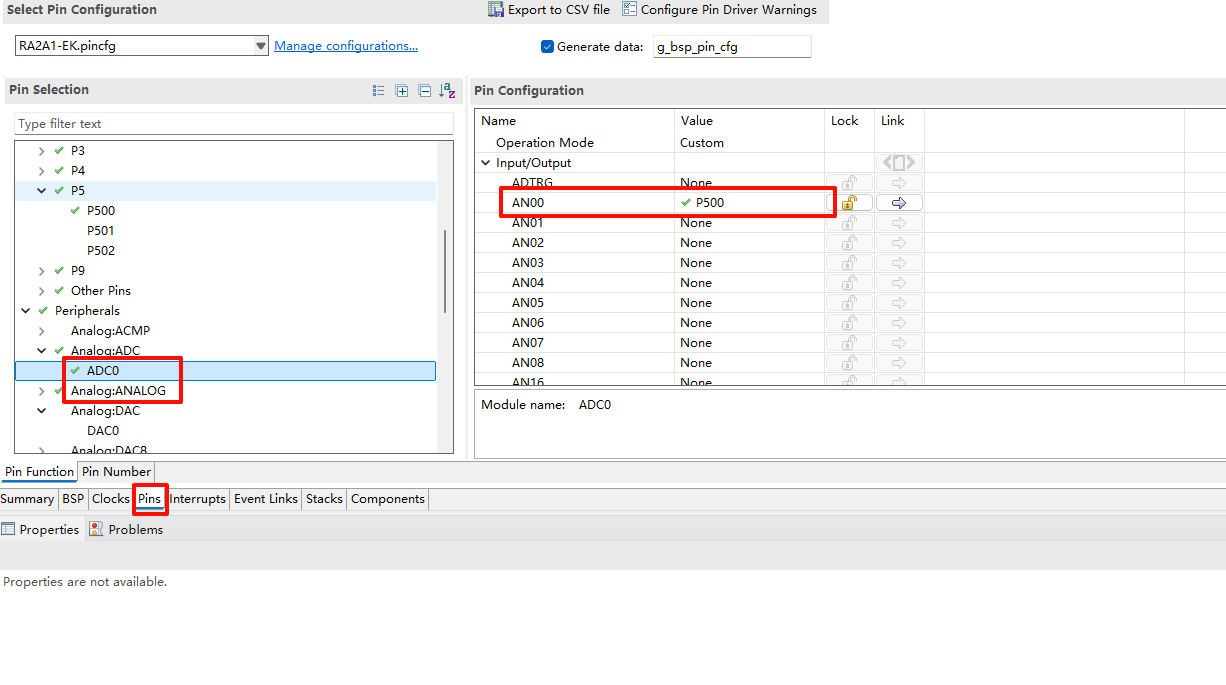 Select Pin Configuration
Export to CSV file
Configure Pin Driver Warnings
RA2A1-EK.pincfg
Manage configurations...
Generate data:
g_bsp_pin_cfg
Pin Selection
Type filter text
P3
P4
P5
P500
P501
P502
P9
Other Pins
Peripherals
Analog:ACMP
Analog:ADC
ADC0
Analog:ANALOG
Analog:DAC
DAC0
Analog:DAC8
Pin Configuration
Name Value Lock Link
Operation Mode Custom
Input/Output
ADTRG None
AN00 P500
AN01 None
AN02 None
AN03 None
AN04 None
AN05 None
AN06 None
AN07 None
AN08 None
AN16 None
Module name: ADC0
Pin Function Pin Number
Summary BSP Clocks Pins Interrupts Event Links Stacks Components
Properties Problems
Properties are not available.